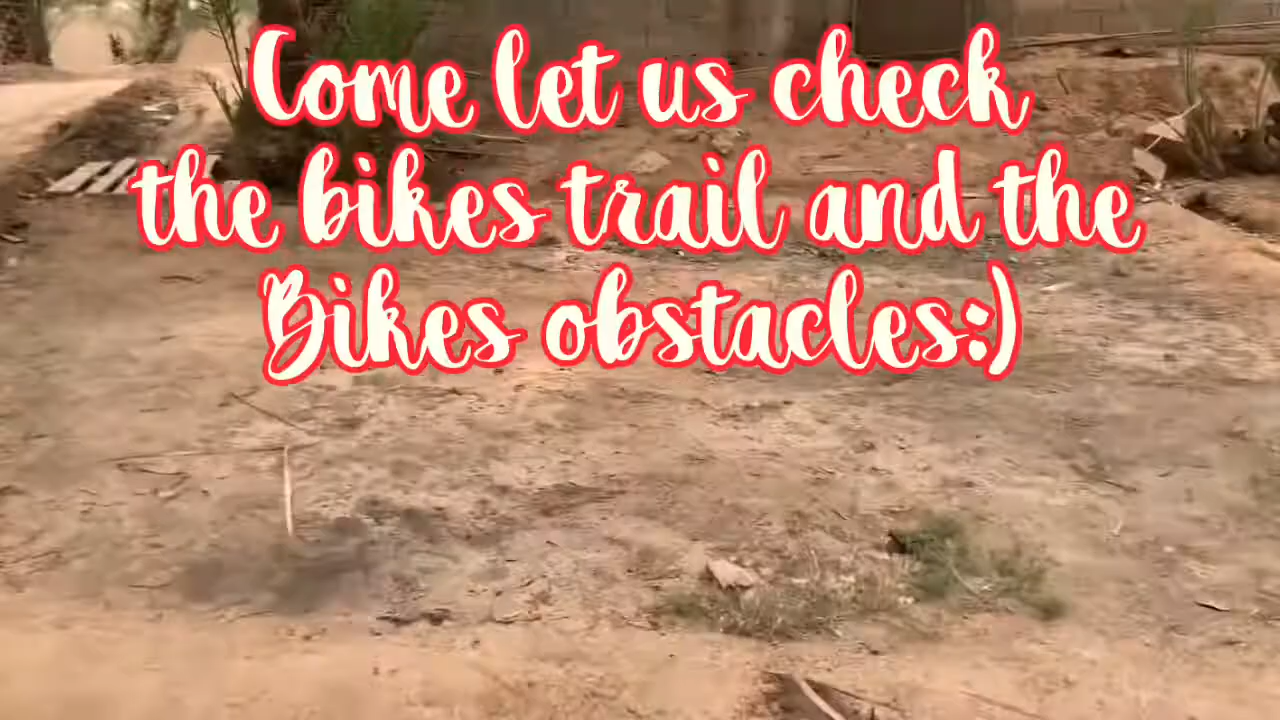 Come let us check
the bikes trail and the
Bikes obstacles:)